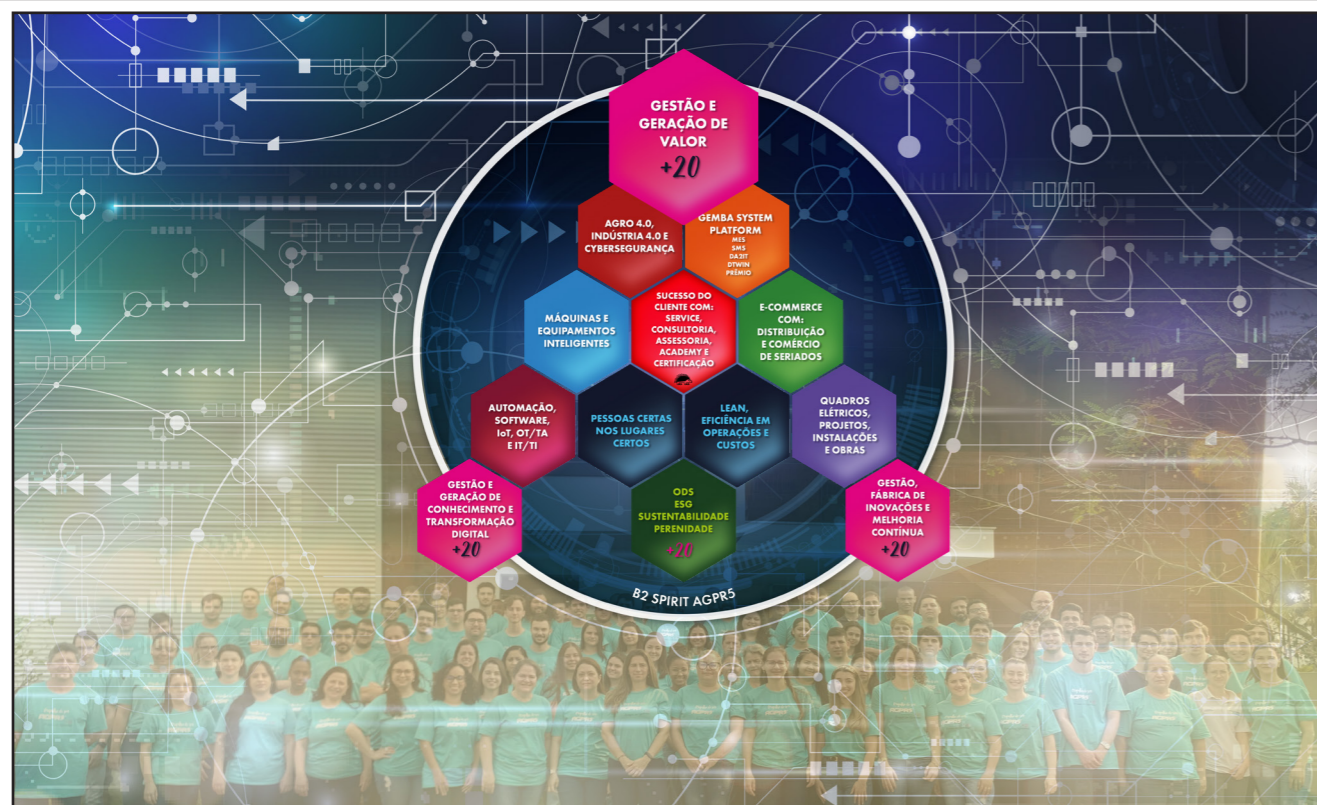 GESTÃO E
GERAÇÃO DE
VALOR
+20
AGRO 4.0,
INDÚSTRIA 4.0 E
CYBERSEGURANÇA
GEMBA SYSTEM
PLATFORM
MES
SMS
DA2IT
DTWIN
PRÊMIO
MÁQUINAS E
EQUIPAMENTOS
INTELIGENTES
SUCESSO DO
CLIENTE COM:
SERVICE,
CONSULTORIA,
ASSESSORIA,
ACADEMY E
CERTIFICAÇÃO
E-COMMERCE
COM:
DISTRIBUIÇÃO
E COMÉRCIO
DE SERIADOS
AUTOMAÇÃO,
SOFTWARE,
IoT, OT/TA
E IT/TI
PESSOAS CERTAS
NOS LUGARES
CERTOS
LEAN,
EFICIÊNCIA EM
OPERAÇÕES E
CUSTOS
QUADROS
ELÉTRICOS,
PROJETOS,
INSTALAÇÕES
E OBRAS
GESTÃO E
GERAÇÃO DE
CONHECIMENTO E
TRANSFORMAÇÃO
DIGITAL
+20
ODS
ESG
SUSTENTABILIDADE
PERENIDADE
+20
GESTÃO,
FÁBRICA DE
INOVAÇÕES E
MELHORIA
CONTÍNUA
+20
B2 SPIRIT AGPR5